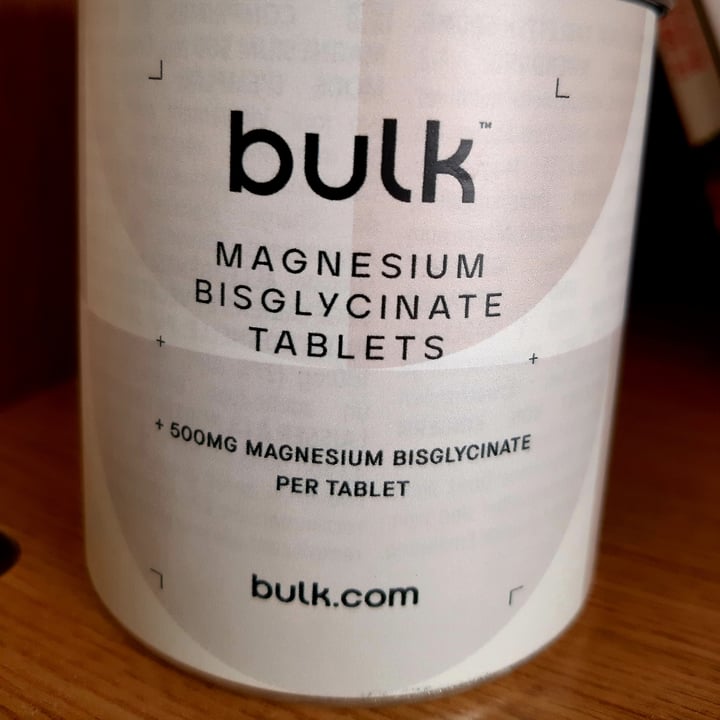 bulk™
MAGNESIUM
BISGLYCINATE
TABLETS
+ 500MG MAGNESIUM BISGLYCINATE
PER TABLET
bulk.com